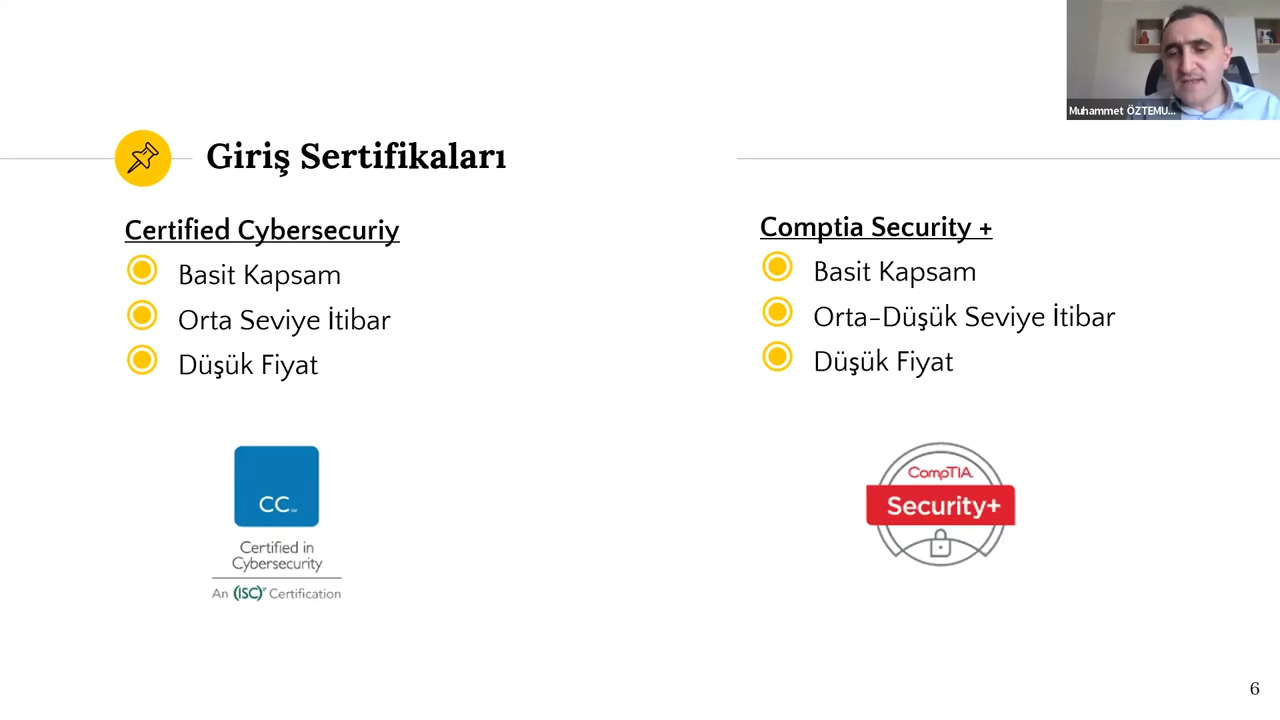 Muhammet ÖZTEMU...
Giriş Sertifikaları
Certified Cybersecuriy
Basit Kapsam
Orta Seviye İtibar
Düşük Fiyat
Comptia Security +
Basit Kapsam
Orta-Düşük Seviye İtibar
Düşük Fiyat
CC
Certified in
Cybersecurity
An (ISC)² Certification
CompTIA
Security+
6